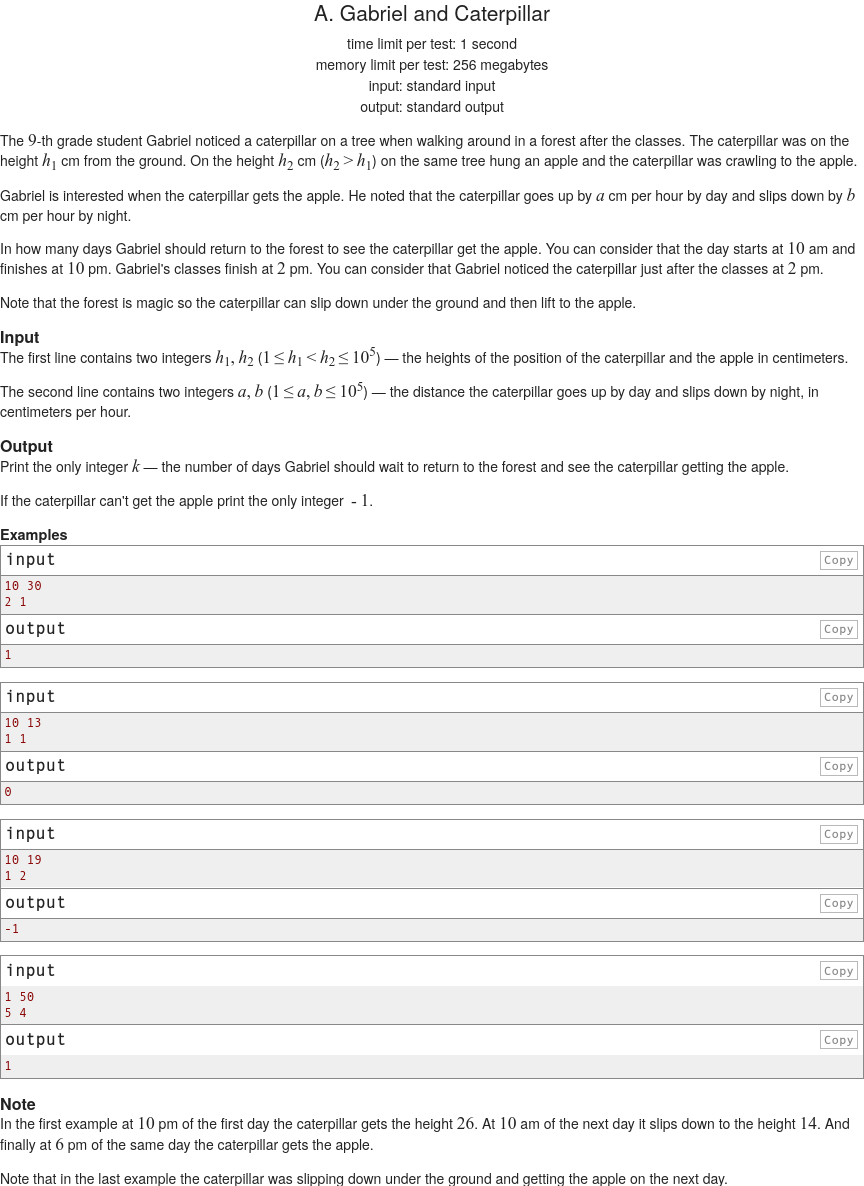 A. Gabriel and Caterpillar
time limit per test: 1 second
memory limit per test: 256 megabytes
input: standard input
output: standard output
The 9-th grade student Gabriel noticed a caterpillar on a tree when walking around in a forest after the classes. The caterpillar was on the
height h1 cm from the ground. On the height h2 cm (h2 > h1) on the same tree hung an apple and the caterpillar was crawling to the apple.
Gabriel is interested when the caterpillar gets the apple. He noted that the caterpillar goes up by a cm per hour by day and slips down by b
cm per hour by night.
In how many days Gabriel should return to the forest to see the caterpillar get the apple. You can consider that the day starts at 10 am and
finishes at 10 pm. Gabriel's classes finish at 2 pm. You can consider that Gabriel noticed the caterpillar just after the classes at 2 pm.
Note that the forest is magic so the caterpillar can slip down under the ground and then lift to the apple.
Input
The first line contains two integers h1, h2 (1 ≤ h1 < h2 ≤ 10^5) — the heights of the position of the caterpillar and the apple in centimeters.
The second line contains two integers a, b (1 ≤ a, b ≤ 10^5) — the distance the caterpillar goes up by day and slips down by night, in
centimeters per hour.
Output
Print the only integer k — the number of days Gabriel should wait to return to the forest and see the caterpillar getting the apple.
If the caterpillar can't get the apple print the only integer - 1.
Examples
input Copy
10 30
2 1
output Copy
1
input Copy
10 13
1 1
output Copy
0
input Copy
10 19
1 2
output Copy
-1
input Copy
1 50
5 4
output Copy
1
Note
In the first example at 10 pm of the first day the caterpillar gets the height 26. At 10 am of the next day it slips down to the height 14. And
finally at 6 pm of the same day the caterpillar gets the apple.
Note that in the last example the caterpillar was slipping down under the ground and getting the apple on the next day.